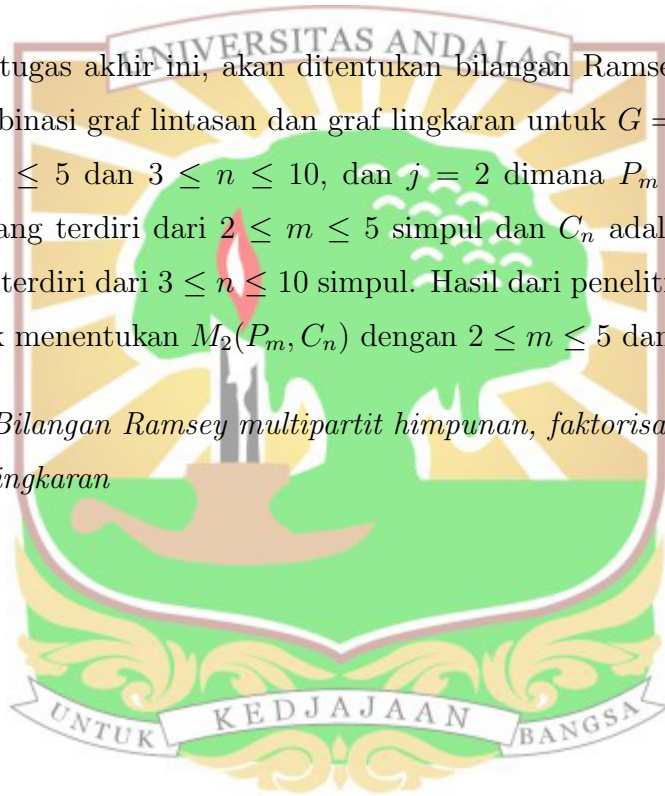 UNIVERSITAS ANDALAS
tugas akhir ini, akan ditentukan bilangan Ramse
binasi graf lintasan dan graf lingkaran untuk G =
≤ 5 dan 3 ≤ n ≤ 10, dan j = 2 dimana P_m
ang terdiri dari 2 ≤ m ≤ 5 simpul dan C_n adal
terdiri dari 3 ≤ n ≤ 10 simpul. Hasil dari peneliti
k menentukan M_2(P_m, C_n) dengan 2 ≤ m ≤ 5 dan
Bilangan Ramsey multipartit himpunan, faktorisa
ingkaran
UNTUK KEDJAJAAN BANGSA